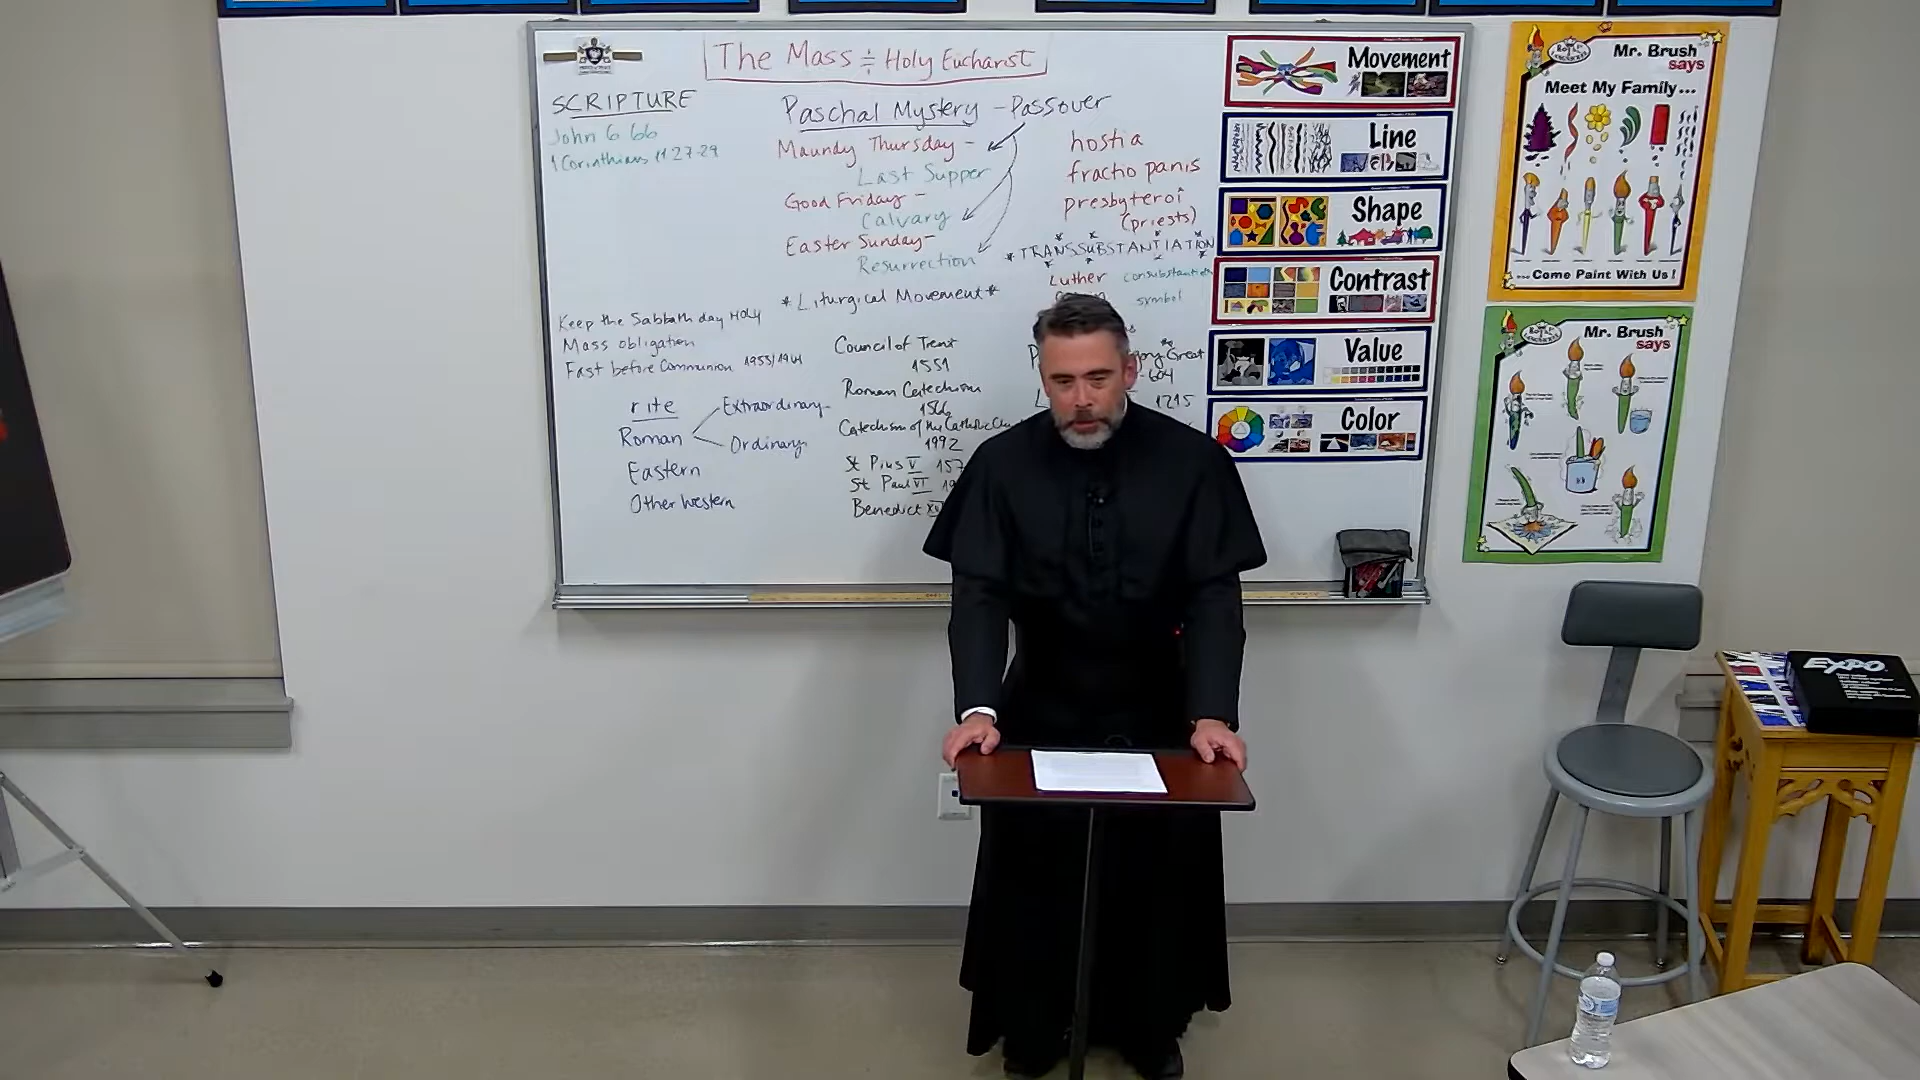 The Mass ÷ Holy Eucharist
SCRIPTURE
John 6 66
1 Corinthians 11 27-29
Keep the Sabbath day HOLY
Mass obligation
Fast before Communion 1953/1964
rite
Roman
Extraordinary
Ordinary
Eastern
Other Western
Paschal Mystery - Passover
Maundy Thursday -
Last Supper
Good Friday -
Calvary
Easter Sunday -
Resurrection
*Liturgical Movement*
Council of Trent
1551
Roman Catechism
1566
Catechism of the Catholic
1992
St Pius V 157
St Paul VI 19
Benedict
hostia
fractio panis
presbyteroi
(priests)
*TRANSSUBSTANTIATION
Luther
symbol
Great
604
1215
Movement
Line
Shape
Contrast
Value
Color
Mr. Brush
says
Meet My Family...
... Come Paint With Us!
Mr. Brush
says
EXPO